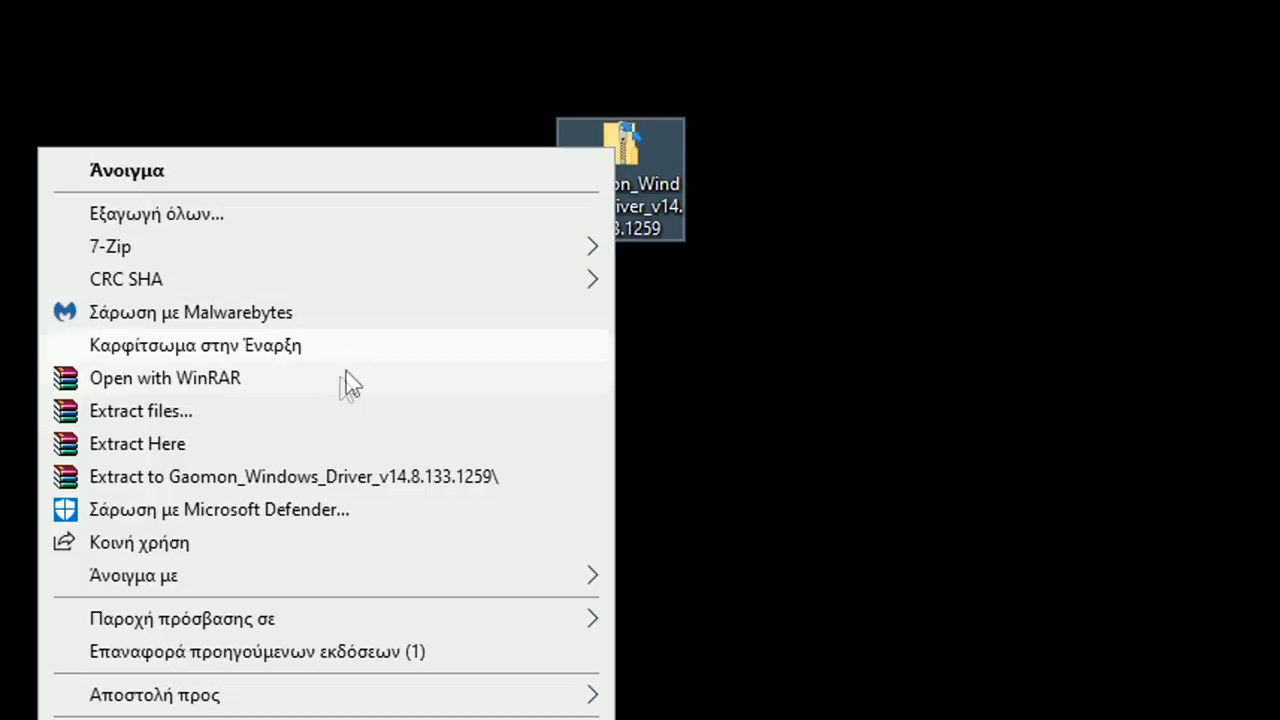 on_Wind
iver_v14.
3.1259
Άνοιγμα
Εξαγωγή όλων...
7-Zip
CRC SHA
Σάρωση με Malwarebytes
Καρφίτσωμα στην Έναρξη
Open with WinRAR
Extract files...
Extract Here
Extract to Gaomon_Windows_Driver_v14.8.133.1259\
Σάρωση με Microsoft Defender...
Κοινή χρήση
Άνοιγμα με
Παροχή πρόσβασης σε
Επαναφορά προηγούμενων εκδόσεων (1)
Αποστολή προς